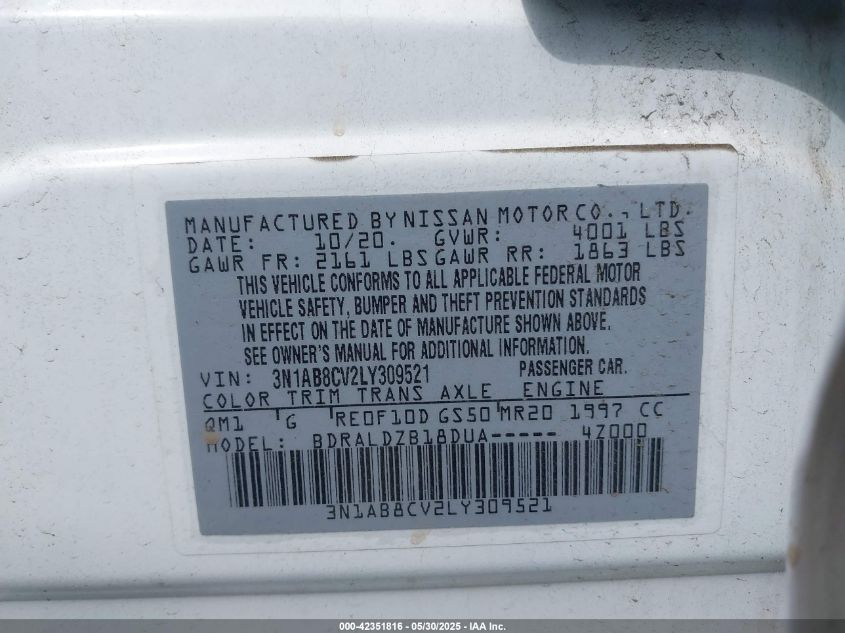 MANUFACTURED BY NISSAN MOTOR CO., LTD.
DATE: 10/20. GVWR: 4001 LBS
GAWR FR: 2161 LBS GAWR RR: 1863 LBS
THIS VEHICLE CONFORMS TO ALL APPLICABLE FEDERAL MOTOR
VEHICLE SAFETY, BUMPER AND THEFT PREVENTION STANDARDS
IN EFFECT ON THE DATE OF MANUFACTURE SHOWN ABOVE.
SEE OWNER'S MANUAL FOR ADDITIONAL INFORMATION.
VIN: 3N1AB8CV2LY309521 PASSENGER CAR.
COLOR TRIM TRANS AXLE ENGINE
QM1 G RE0F10D GS50 MR20 1997 CC
MODEL: BDRALDZB18DUA----- 4Z000
3N1AB8CV2LY309521
000-42351816 - 05/30/2025 - IAA Inc.